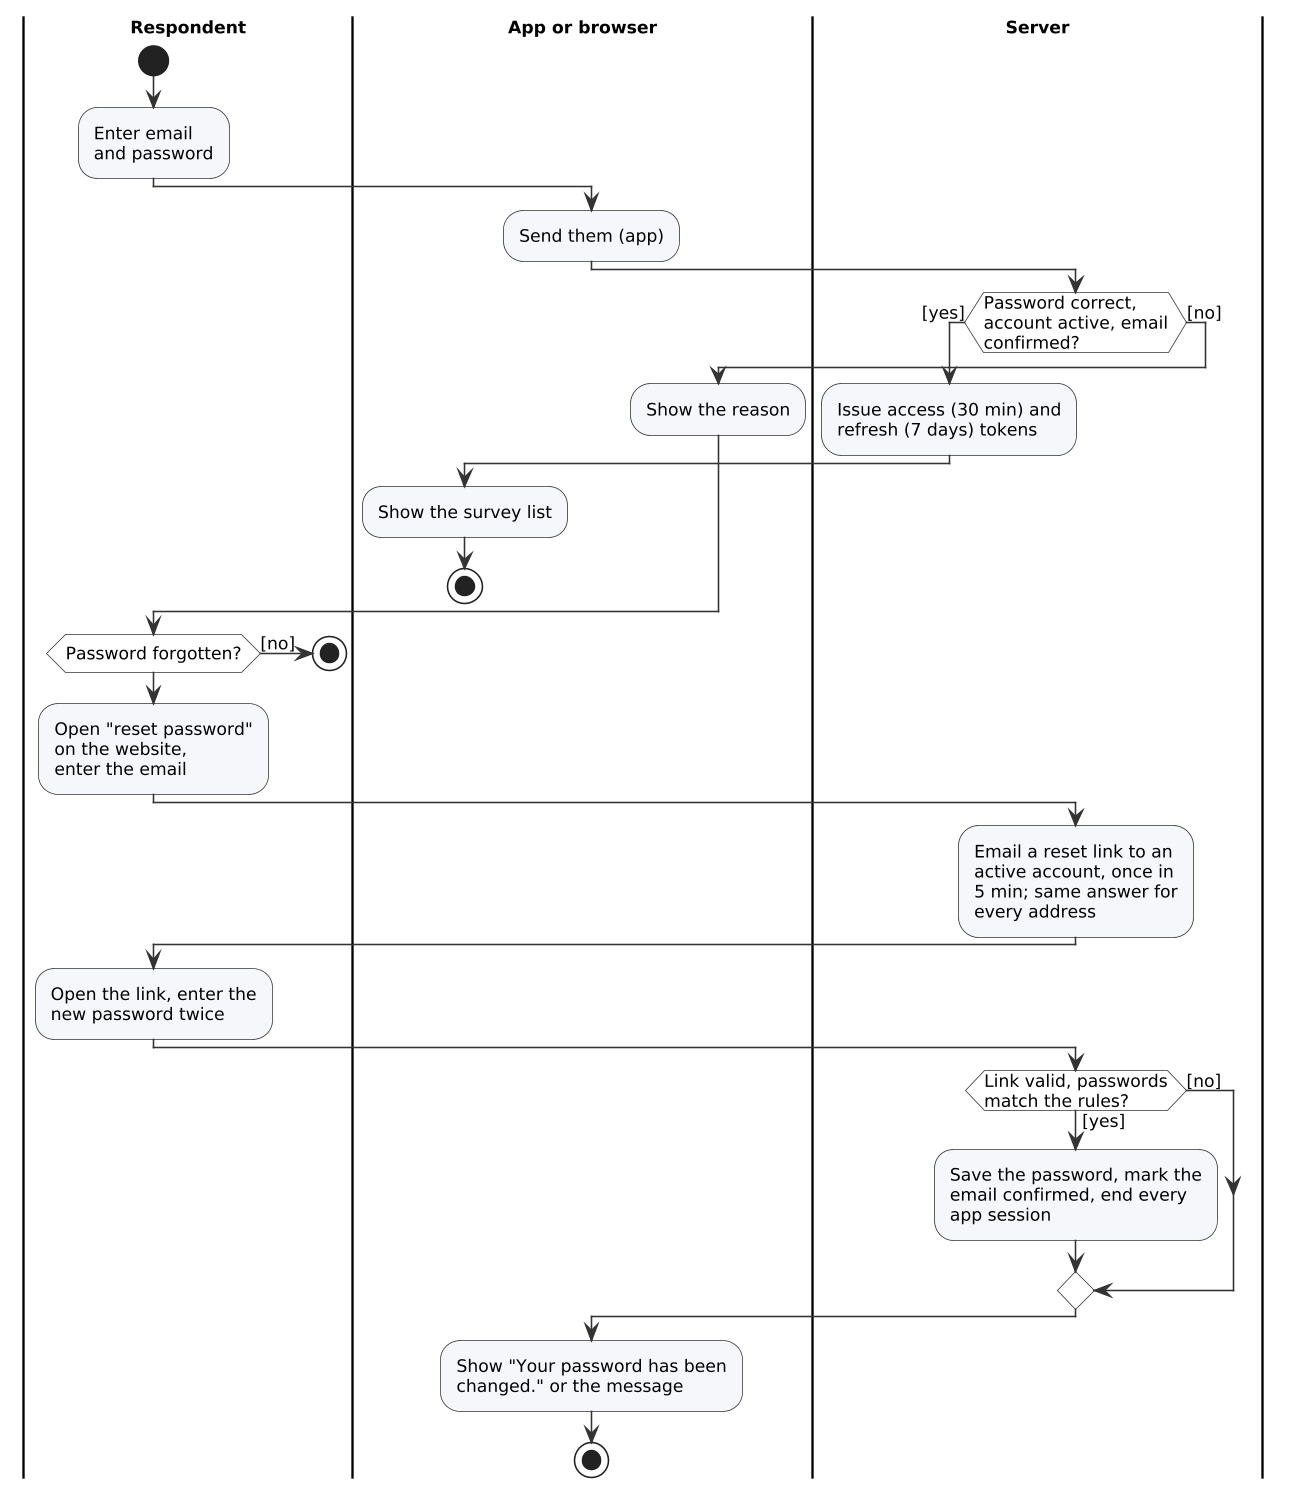 Respondent
App or browser
Server
Enter email
and password
Send them (app)
Password correct,
account active, email
confirmed?
[yes]
[no]
Show the reason
Issue access (30 min) and
refresh (7 days) tokens
Show the survey list
Password forgotten?
[no]
Open "reset password"
on the website,
enter the email
Email a reset link to an
active account, once in
5 min; same answer for
every address
Open the link, enter the
new password twice
Link valid, passwords
match the rules?
[no]
[yes]
Save the password, mark the
email confirmed, end every
app session
Show "Your password has been
changed." or the message